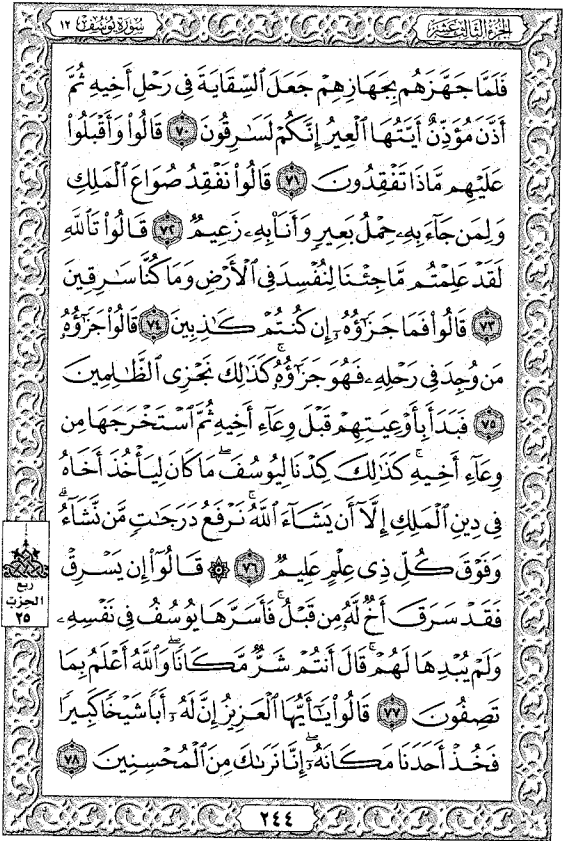 الجزء الثالث عشر
سورة يوسف ١٢
فَلَمَّا جَهَّزَهُم بِجَهَازِهِمْ جَعَلَ ٱلسِّقَايَةَ فِى رَحْلِ أَخِيهِ ثُمَّ
أَذَّنَ مُؤَذِّنٌ أَيَّتُهَا ٱلْعِيرُ إِنَّكُمْ لَسَٰرِقُونَ ٧٠ قَالُوا۟ وَأَقْبَلُوا۟
عَلَيْهِم مَّاذَا تَفْقِدُونَ ٧١ قَالُوا۟ نَفْقِدُ صُوَاعَ ٱلْمَلِكِ
وَلِمَن جَآءَ بِهِۦ حِمْلُ بَعِيرٍ وَأَنَا۠ بِهِۦ زَعِيمٌ ٧٢ قَالُوا۟ تَٱللَّهِ
لَقَدْ عَلِمْتُم مَّا جِئْنَا لِنُفْسِدَ فِى ٱلْأَرْضِ وَمَا كُنَّا سَٰرِقِينَ
٧٣ قَالُوا۟ فَمَا جَزَٰٓؤُهُۥٓ إِن كُنتُمْ كَٰذِبِينَ ٧٤ قَالُوا۟ جَزَٰٓؤُهُۥ
مَن وُجِدَ فِى رَحْلِهِۦ فَهُوَ جَزَٰٓؤُهُۥ ۚ كَذَٰلِكَ نَجْزِى ٱلظَّٰلِمِينَ
٧٥ فَبَدَأَ بِأَوْعِيَتِهِمْ قَبْلَ وِعَآءِ أَخِيهِ ثُمَّ ٱسْتَخْرَجَهَا مِن
وِعَآءِ أَخِيهِ ۚ كَذَٰلِكَ كِدْنَا لِيُوسُفَ ۖ مَا كَانَ لِيَأْخُذَ أَخَاهُ
فِى دِينِ ٱلْمَلِكِ إِلَّآ أَن يَشَآءَ ٱللَّهُ ۚ نَرْفَعُ دَرَجَٰتٍ مَّن نَّشَآءُ ۗ
وَفَوْقَ كُلِّ ذِى عِلْمٍ عَلِيمٌ ٧٦ ۞ قَالُوٓا۟ إِن يَسْرِقْ
فَقَدْ سَرَقَ أَخٌ لَّهُۥ مِن قَبْلُ ۚ فَأَسَرَّهَا يُوسُفُ فِى نَفْسِهِۦ
وَلَمْ يُبْدِهَا لَهُمْ ۚ قَالَ أَنتُمْ شَرٌّ مَّكَانًا ۖ وَٱللَّهُ أَعْلَمُ بِمَا
تَصِفُونَ ٧٧ قَالُوا۟ يَٰٓأَيُّهَا ٱلْعَزِيزُ إِنَّ لَهُۥٓ أَبًا شَيْخًا كَبِيرًا
فَخُذْ أَحَدَنَا مَكَانَهُۥٓ ۖ إِنَّا نَرَىٰكَ مِنَ ٱلْمُحْسِنِينَ ٧٨
ربع
الحزب
٢٥
٢٤٤